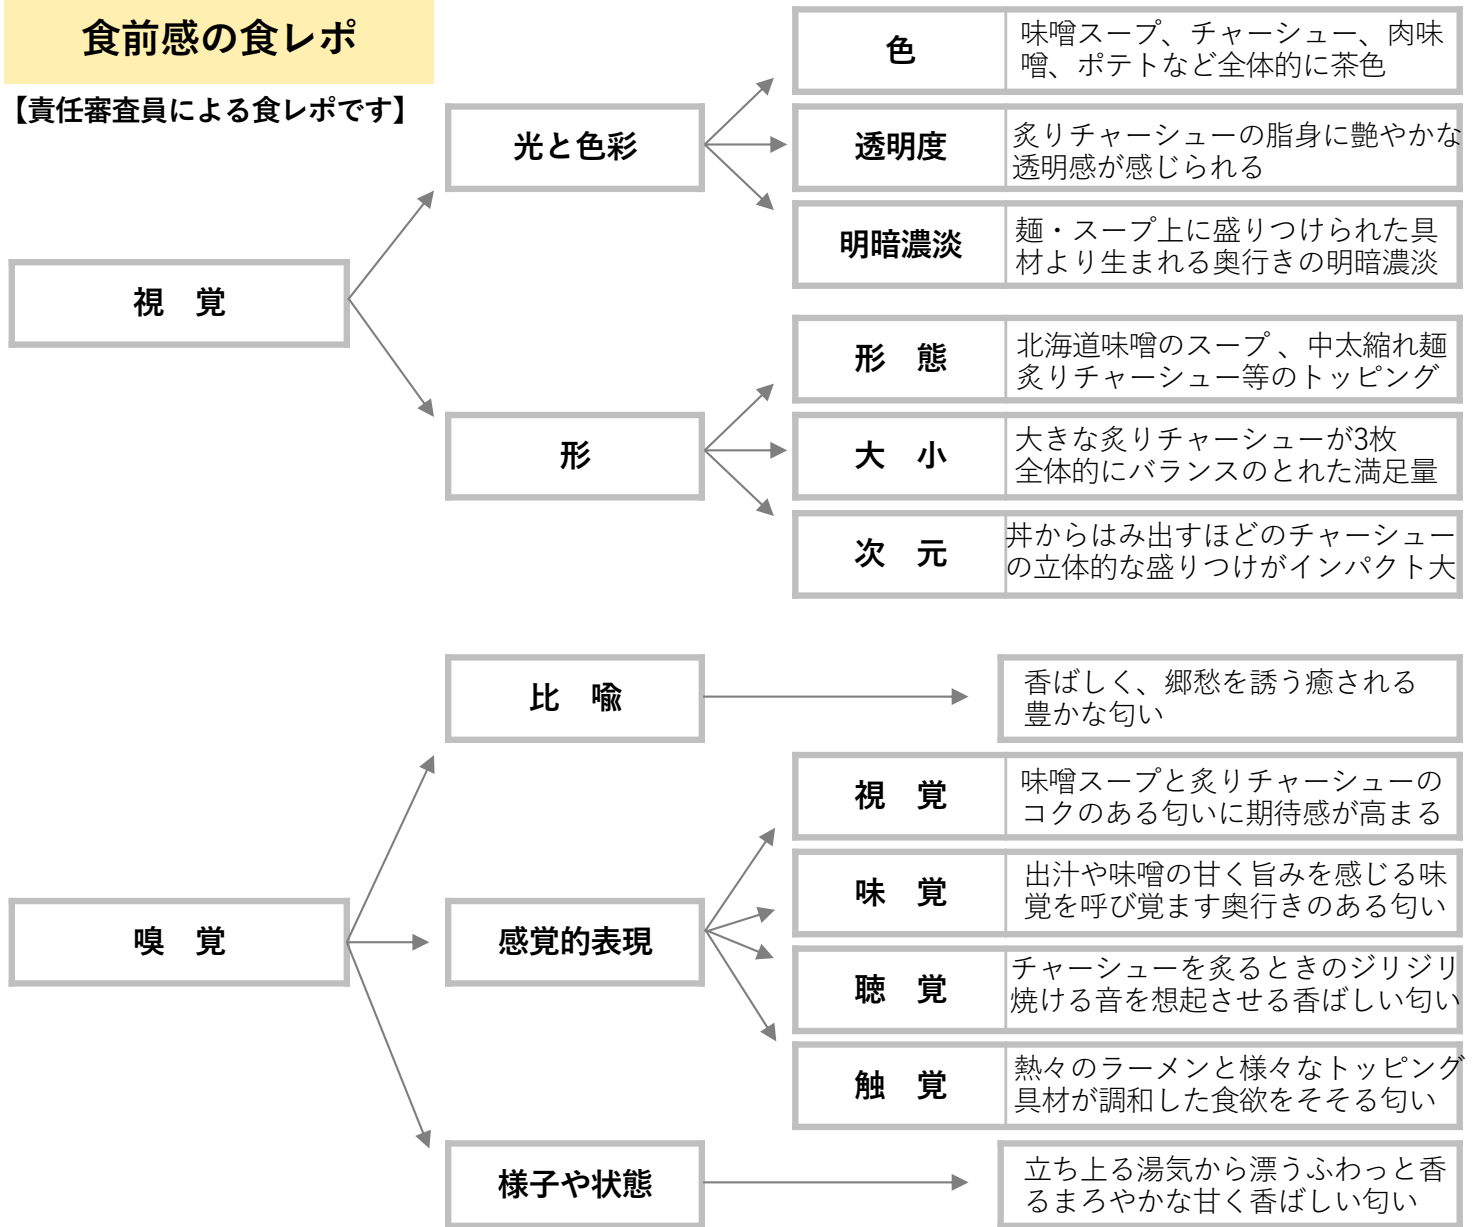 食前感の食レポ
【責任審査員による食レポです】
視　覚
光と色彩
色
味噌スープ、チャーシュー、肉味
噌、ポテトなど全体的に茶色
透明度
炙りチャーシューの脂身に艶やかな
透明感が感じられる
明暗濃淡
麺・スープ上に盛りつけられた具
材より生まれる奥行きの明暗濃淡
形
形　態
北海道味噌のスープ 、中太縮れ麺
炙りチャーシュー等のトッピング
大　小
大きな炙りチャーシューが3枚
全体的にバランスのとれた満足量
次　元
丼からはみ出すほどのチャーシュー
の立体的な盛りつけがインパクト大
嗅　覚
比　喩
香ばしく、郷愁を誘う癒される
豊かな匂い
感覚的表現
視　覚
味噌スープと炙りチャーシューの
コクのある匂いに期待感が高まる
味　覚
出汁や味噌の甘く旨みを感じる味
覚を呼び覚ます奥行きのある匂い
聴　覚
チャーシューを炙るときのジリジリ
焼ける音を想起させる香ばしい匂い
触　覚
熱々のラーメンと様々なトッピング
具材が調和した食欲をそそる匂い
様子や状態
立ち上る湯気から漂うふわっと香
るまろやかな甘く香ばしい匂い